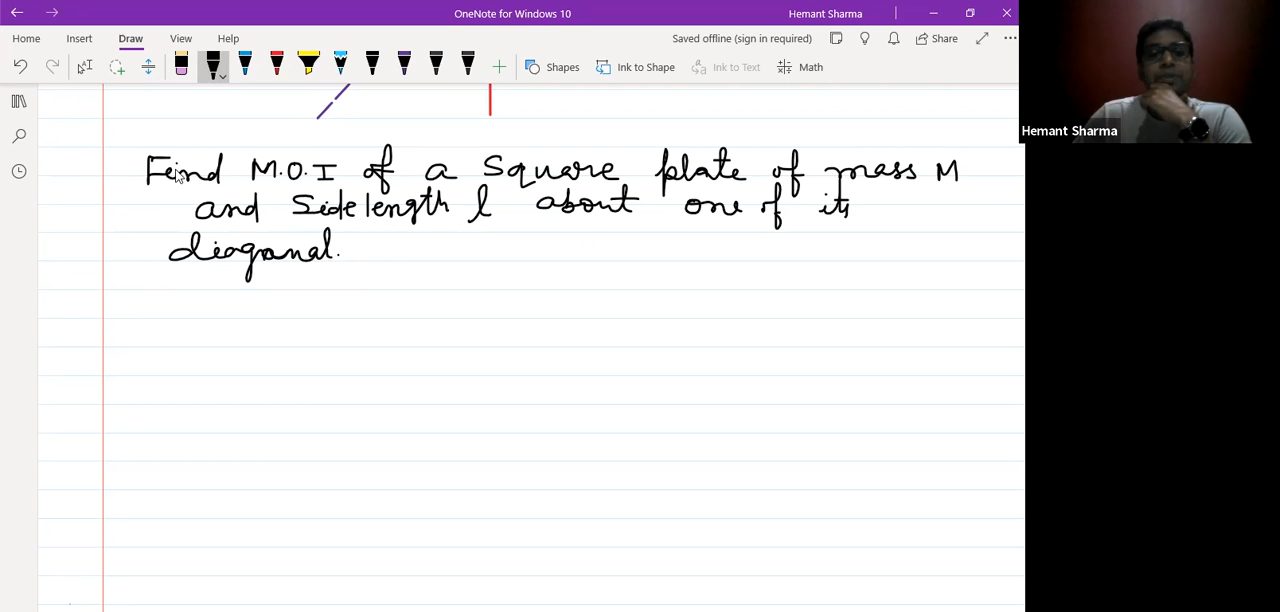 OneNote for Windows 10
Hemant Sharma
Home Insert Draw View Help
Saved offline (sign in required)
Share
Shapes
Ink to Shape
Ink to Text
Math
Hemant Sharma
Find M.O.I of a Square plate of mass M
and Side length l about one of its
diagonal.